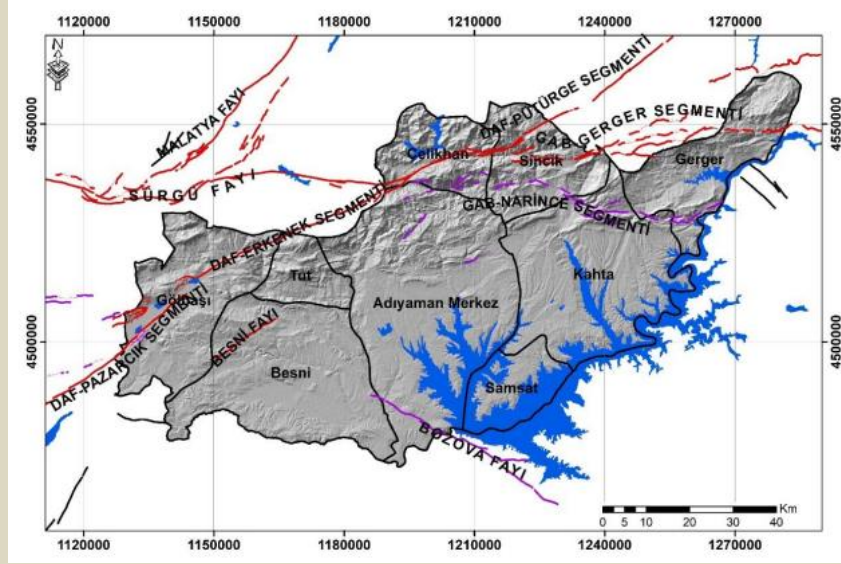 1120000 1150000 1180000 1210000 1240000 1270000
N
4550000
4550000
MALATYA FAYI
DAF-PÜTÜRGE SEGMENTİ
GAB-GERGER SEGMENTİ
Çelikhan
Sincik
Gerger
SÜRGÜ FAYI
GAB-NARİNCE SEGMENTİ
DAF-ERKENEK SEGMENTİ
Tut
Kahta
Gölbaşı
Adıyaman Merkez
4500000
4500000
DAF-PAZARCIK SEGMENTİ
BESNİ FAYI
Besni
Samsat
BOZOVA FAYI
Km
0 5 10 20 30 40
1120000 1150000 1180000 1210000 1240000 1270000